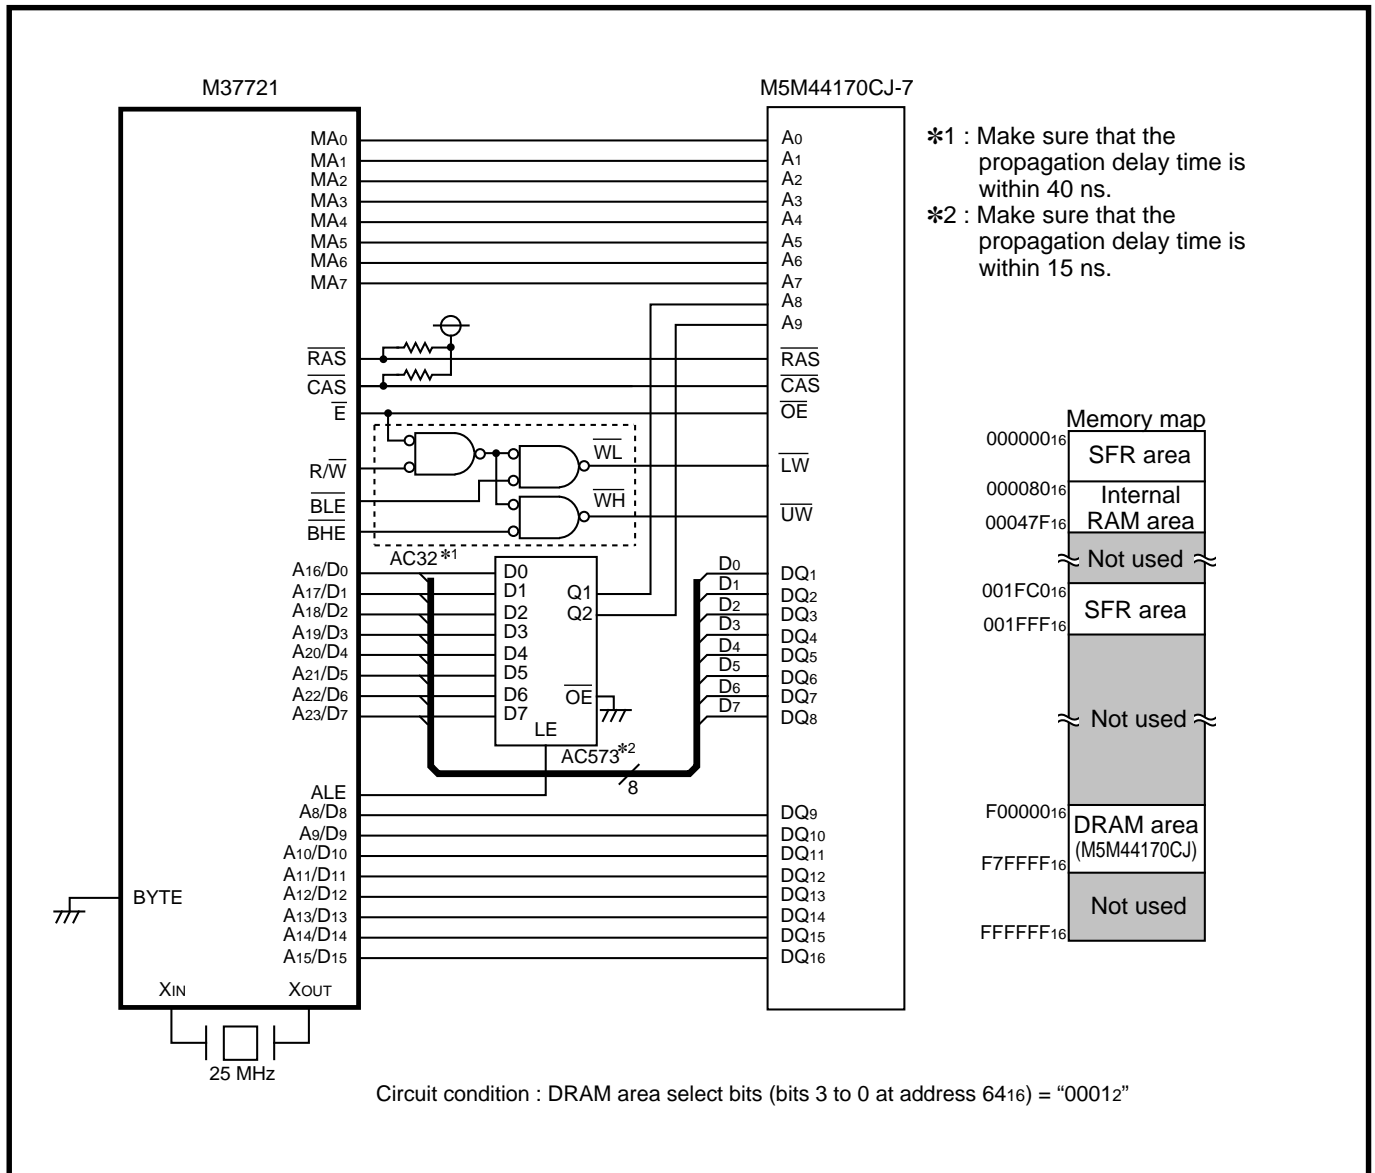 M37721
M5M44170CJ-7
MA0
MA1
MA2
MA3
MA4
MA5
MA6
MA7
RAS
CAS
E
R/W
BLE
BHE
A16/D0
A17/D1
A18/D2
A19/D3
A20/D4
A21/D5
A22/D6
A23/D7
ALE
A8/D8
A9/D9
A10/D10
A11/D11
A12/D12
A13/D13
A14/D14
A15/D15
BYTE
XIN
XOUT
25 MHz
WL
WH
AC32✽1
D0
D1
D2
D3
D4
D5
D6
D7
Q1
Q2
OE
LE
AC573✽2
8
D0
D1
D2
D3
D4
D5
D6
D7
A0
A1
A2
A3
A4
A5
A6
A7
A8
A9
RAS
CAS
OE
LW
UW
DQ1
DQ2
DQ3
DQ4
DQ5
DQ6
DQ7
DQ8
DQ9
DQ10
DQ11
DQ12
DQ13
DQ14
DQ15
DQ16
✽1 : Make sure that the
propagation delay time is
within 40 ns.
✽2 : Make sure that the
propagation delay time is
within 15 ns.
Memory map
00000016
SFR area
00008016
Internal
RAM area
00047F16
Not used
001FC016
SFR area
001FFF16
Not used
F0000016
DRAM area
(M5M44170CJ)
F7FFFF16
Not used
FFFFFF16
Circuit condition : DRAM area select bits (bits 3 to 0 at address 6416) = “00012”